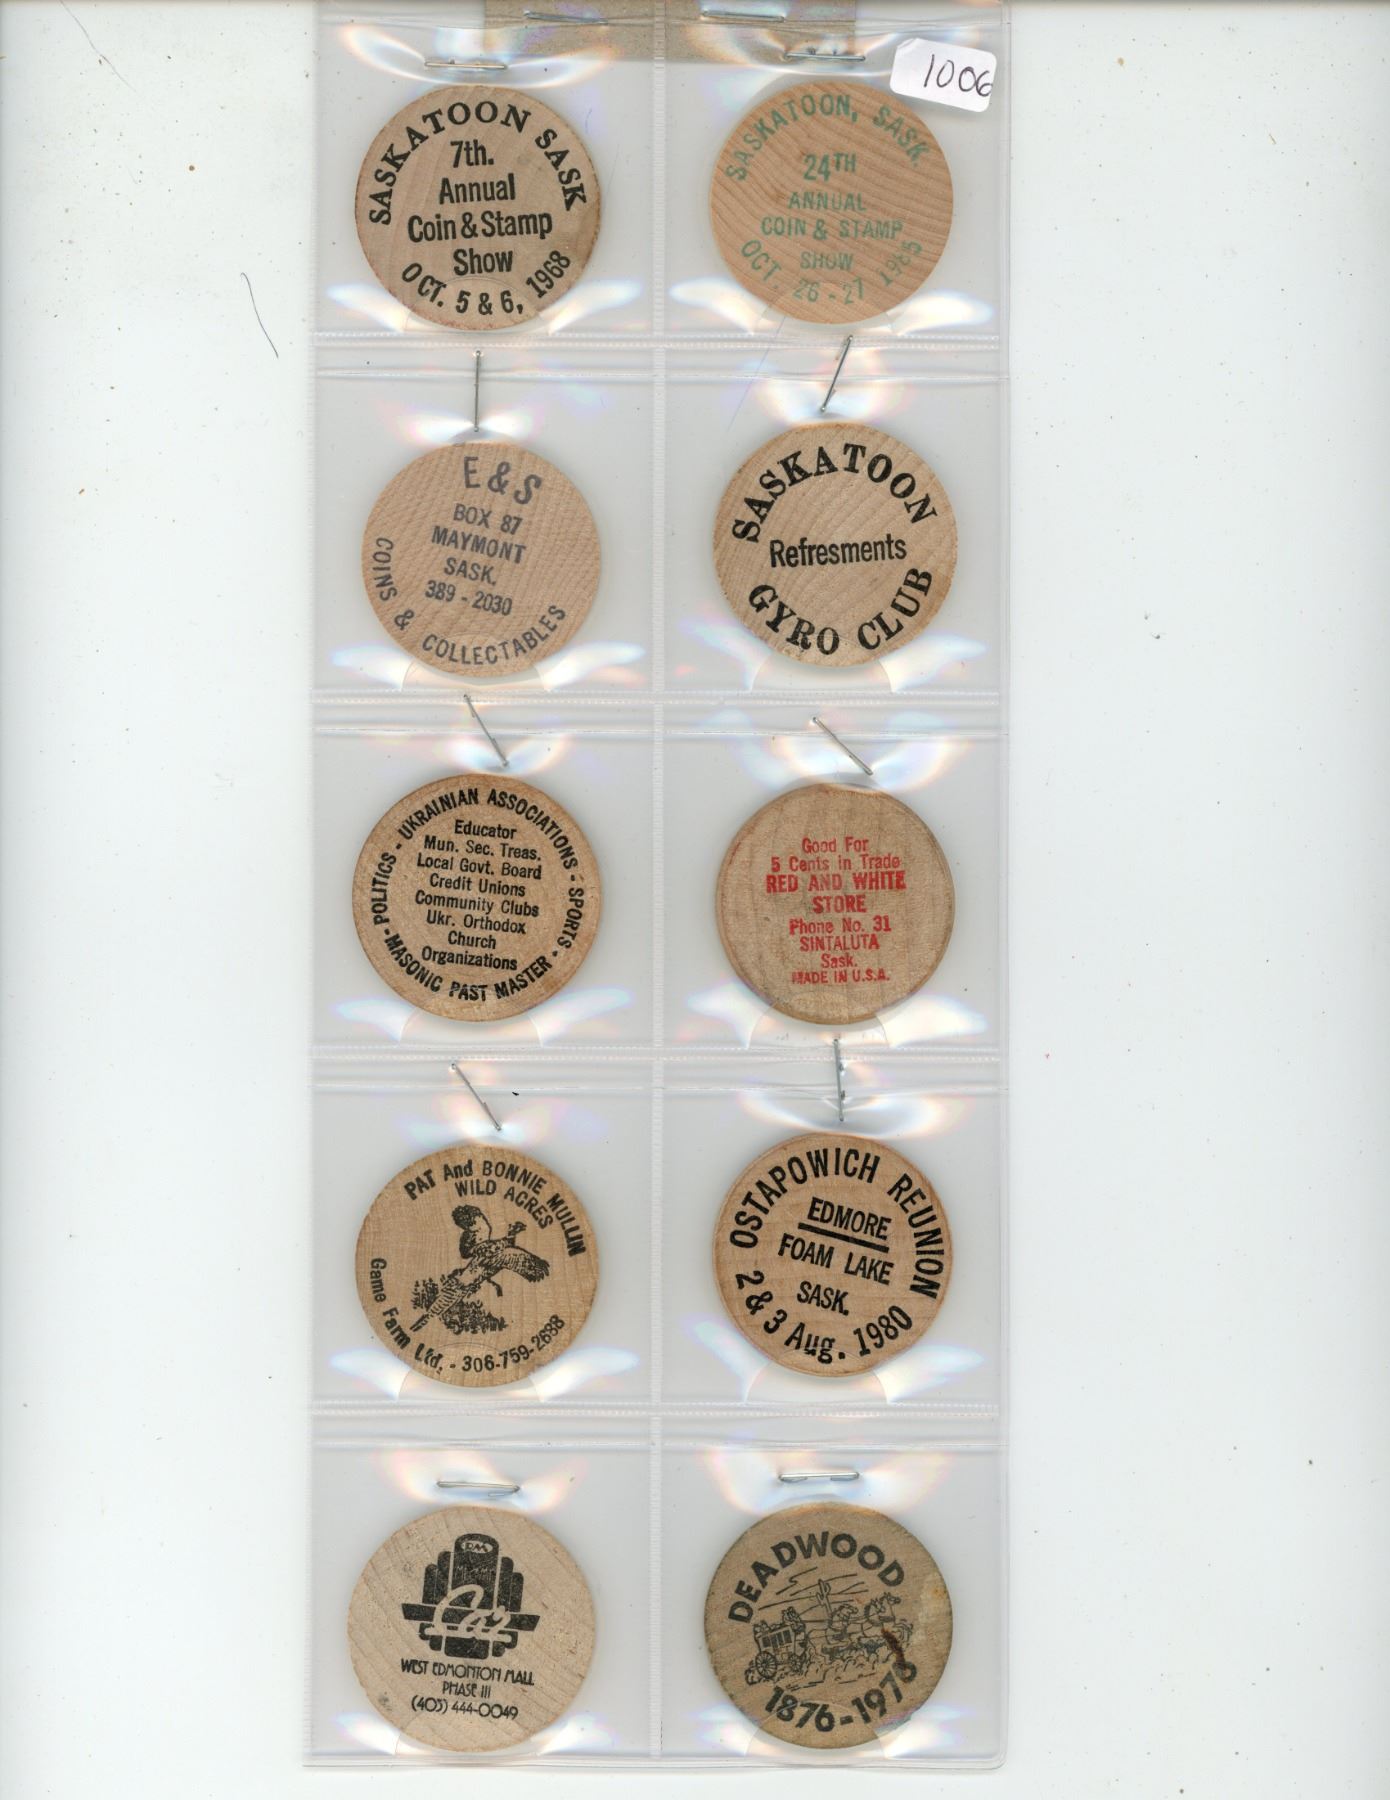 1006
SASKATOON SASK
7th.
Annual
Coin & Stamp
Show
OCT. 5 & 6, 1968
SASKATOON, SASK.
24TH
ANNUAL
COIN & STAMP
SHOW
OCT. 26 - 27 1985
E & S
BOX 87
MAYMONT
SASK.
389 - 2030
COINS & COLLECTABLES
SASKATOON
Refresments
GYRO CLUB
POLITICS - UKRAINIAN ASSOCIATIONS - SPORTS -
Educator
Mun. Sec. Treas.
Local Govt. Board
Credit Unions
Community Clubs
Ukr. Orthodox
Church
Organizations
MASONIC PAST MASTER -
Good For
5 Cents in Trade
RED AND WHITE
STORE
Phone No. 31
SINTALUTA
Sask.
MADE IN U.S.A.
PAT And BONNIE MULLIN
WILD ACRES
Game Farm Ltd. - 306-759-2688
OSTAPOWICH REUNION
EDMORE
FOAM LAKE
SASK.
2 & 3 Aug. 1980
WEST EDMONTON MALL
PHASE III
(403) 444-0049
DEADWOOD
1876-1976